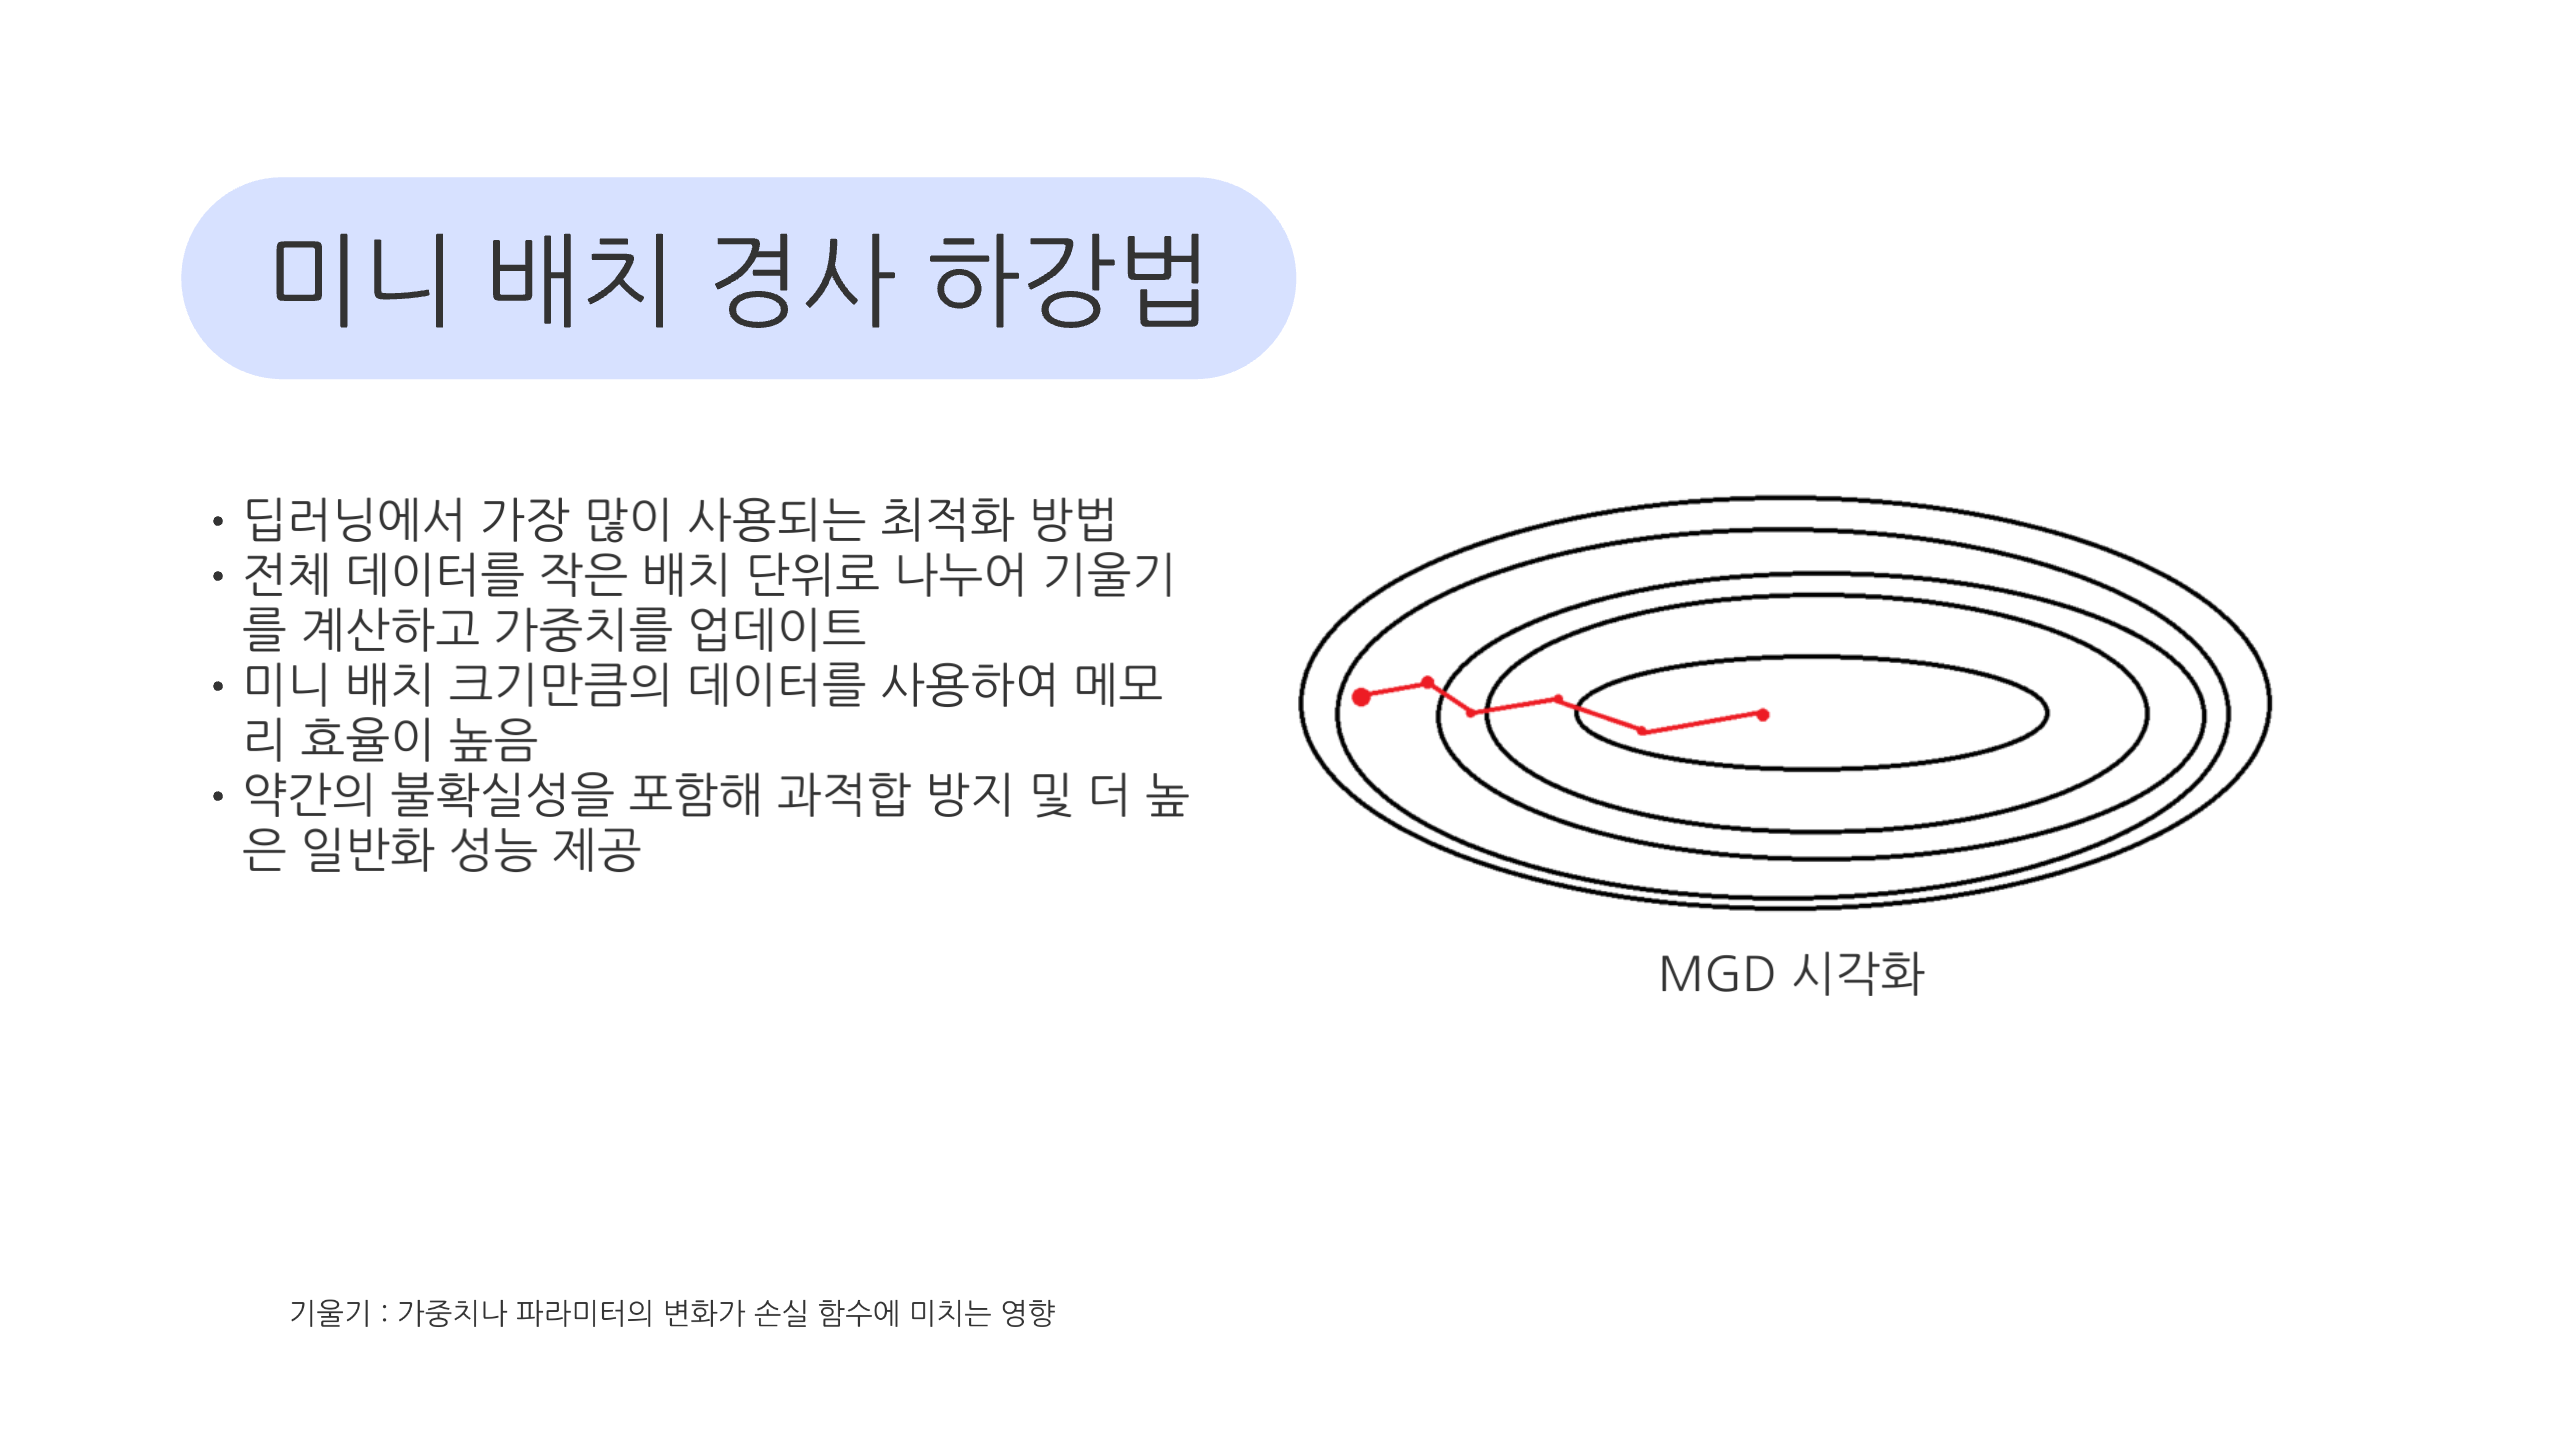 미니 배치 경사 하강법
• 딥러닝에서 가장 많이 사용되는 최적화 방법
• 전체 데이터를 작은 배치 단위로 나누어 기울기
를 계산하고 가중치를 업데이트
• 미니 배치 크기만큼의 데이터를 사용하여 메모
리 효율이 높음
• 약간의 불확실성을 포함해 과적합 방지 및 더 높
은 일반화 성능 제공
MGD 시각화
기울기 : 가중치나 파라미터의 변화가 손실 함수에 미치는 영향